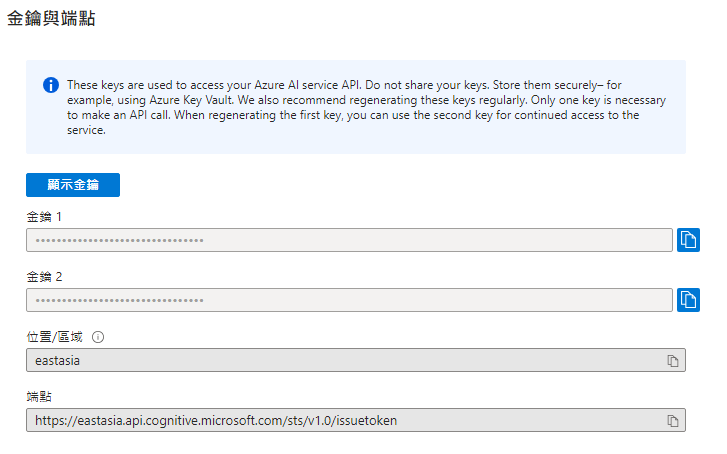 金鑰與端點
These keys are used to access your Azure AI service API. Do not share your keys. Store them securely– for
example, using Azure Key Vault. We also recommend regenerating these keys regularly. Only one key is necessary
to make an API call. When regenerating the first key, you can use the second key for continued access to the
service.
顯示金鑰
金鑰 1
••••••••••••••••••••••••••••••••
金鑰 2
••••••••••••••••••••••••••••••••
位置/區域
eastasia
端點
https://eastasia.api.cognitive.microsoft.com/sts/v1.0/issuetoken